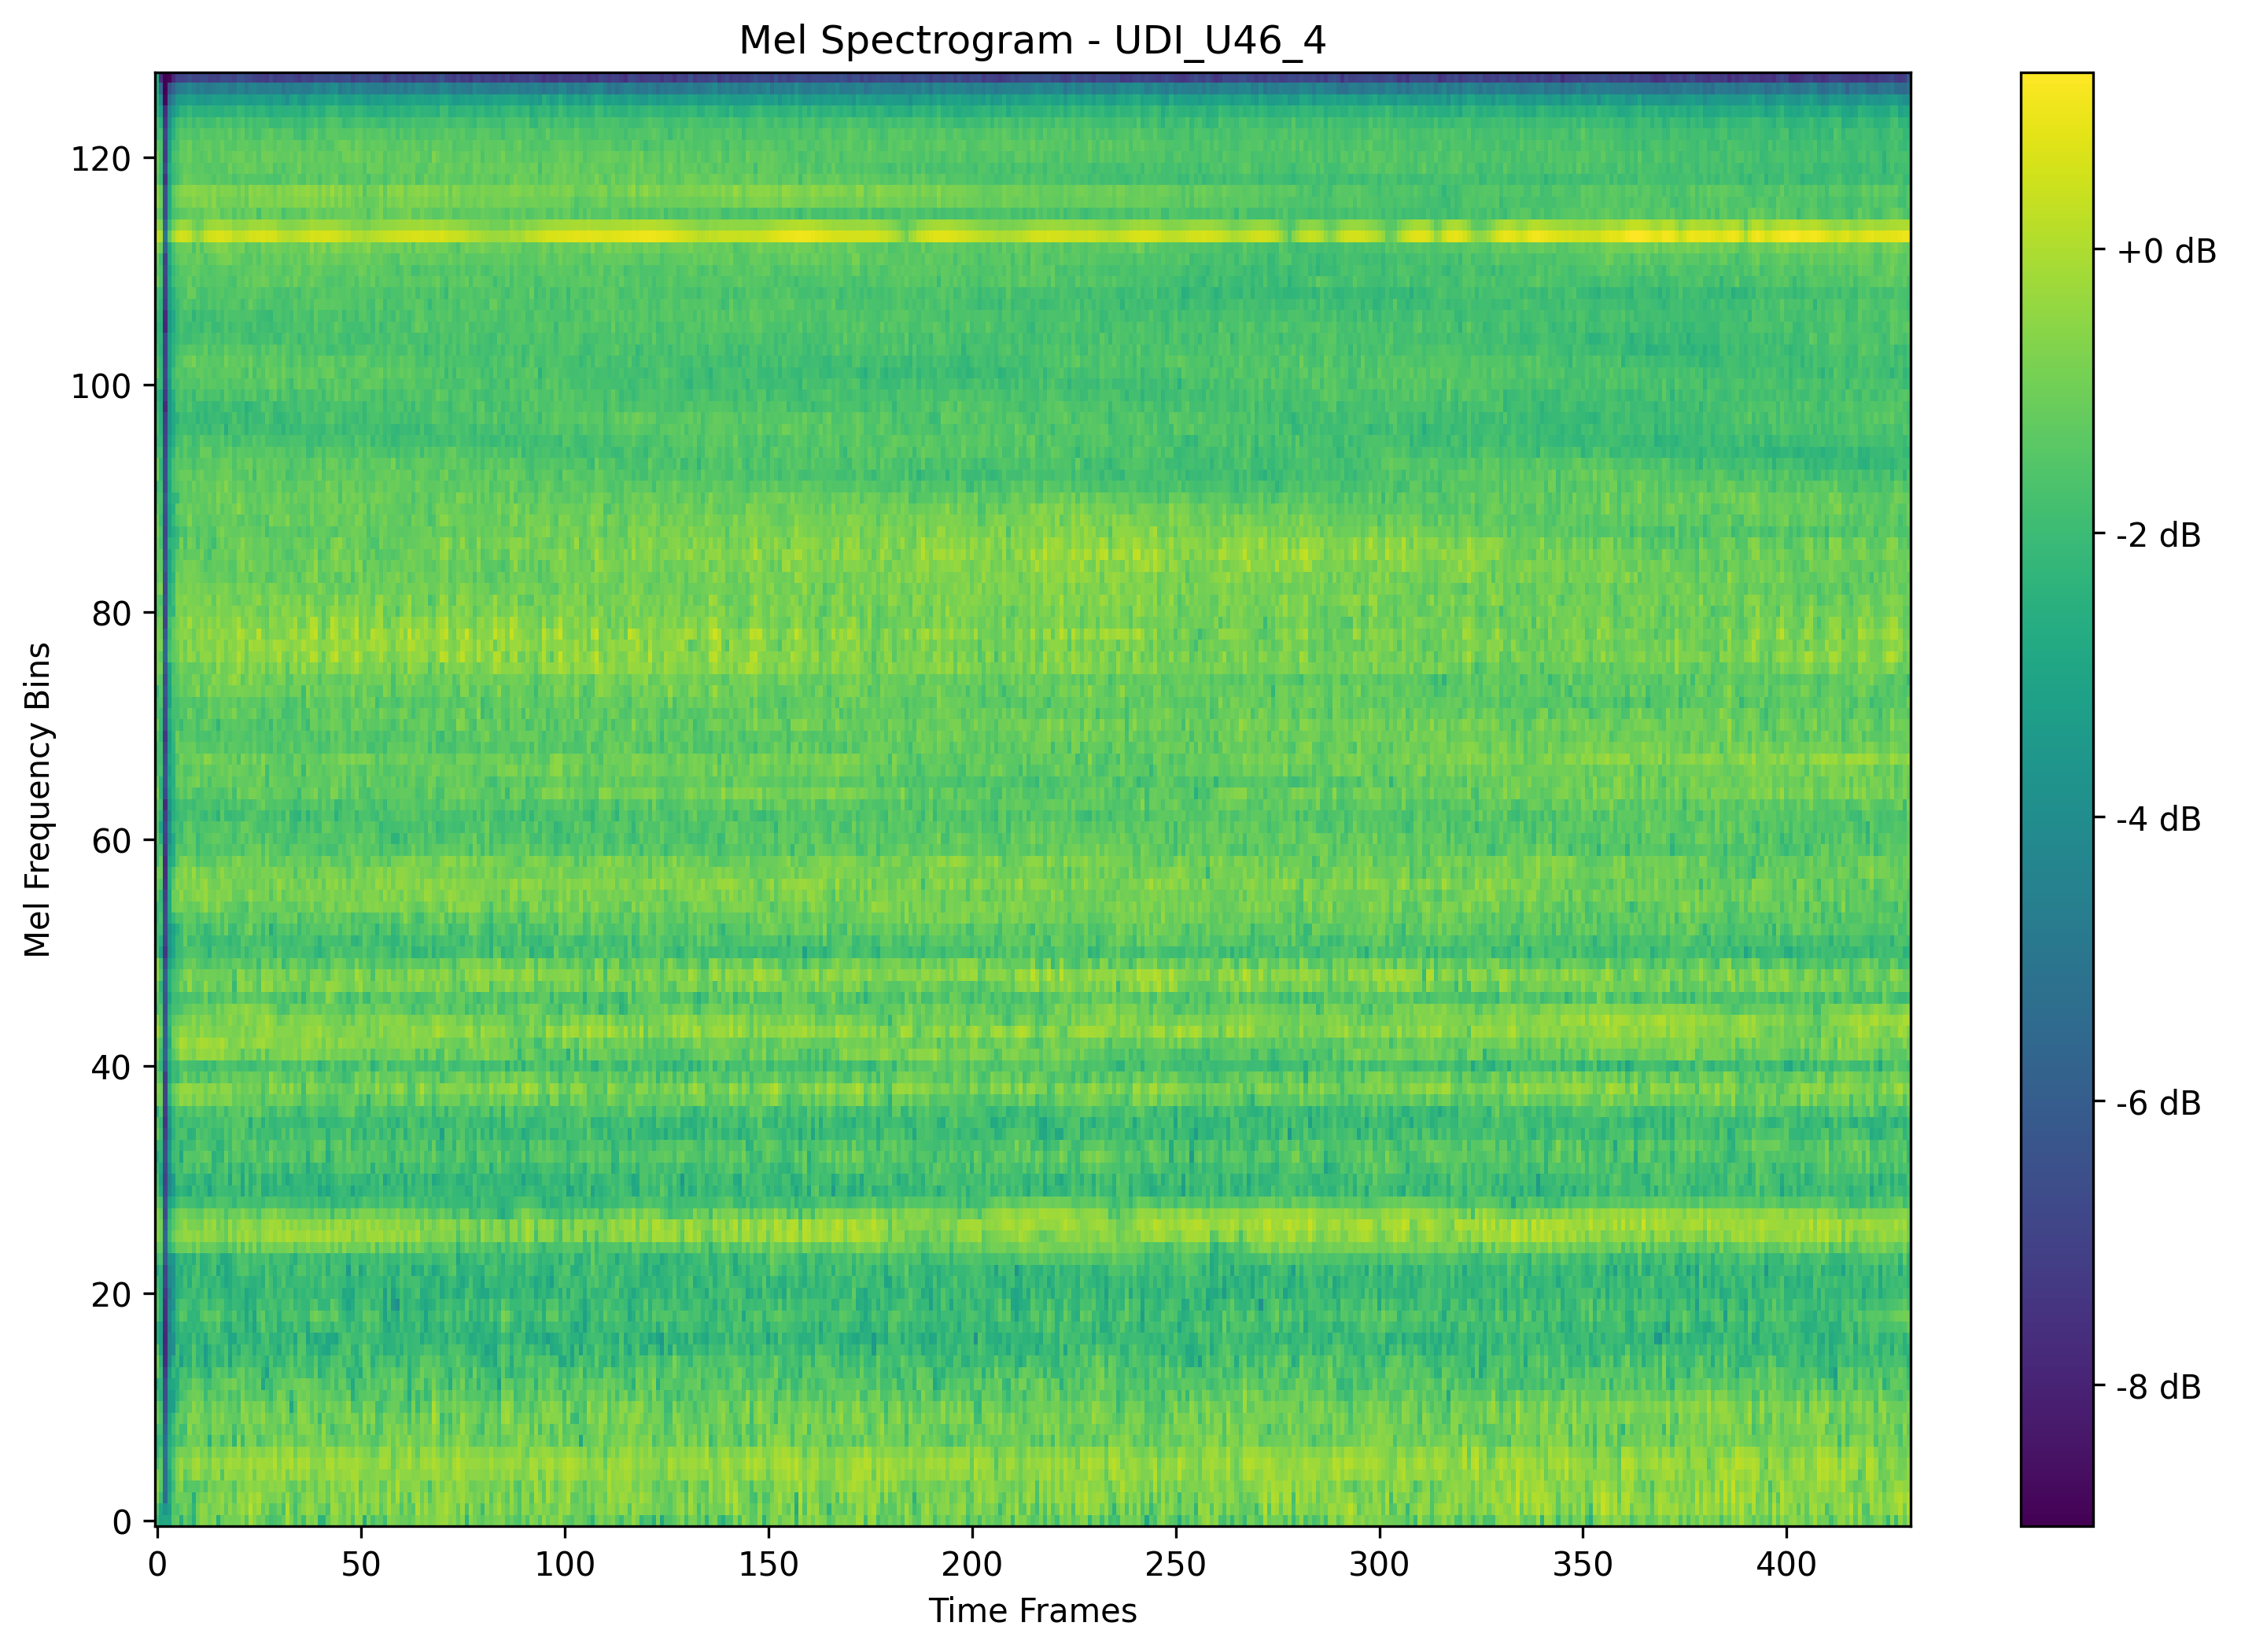 Mel Spectrogram - UDI_U46_4
Mel Frequency Bins
120
100
80
60
40
20
0
0 50 100 150 200 250 300 350 400
Time Frames
+0 dB
-2 dB
-4 dB
-6 dB
-8 dB